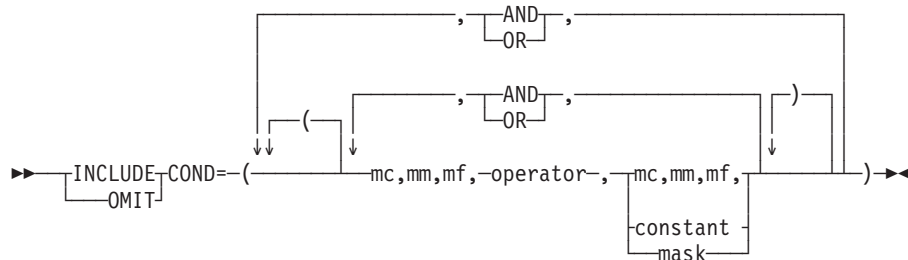 , AND ,
OR
, AND , )
( OR
INCLUDE COND= ( mc,mm,mf, operator , mc,mm,mf, )
OMIT
constant
mask